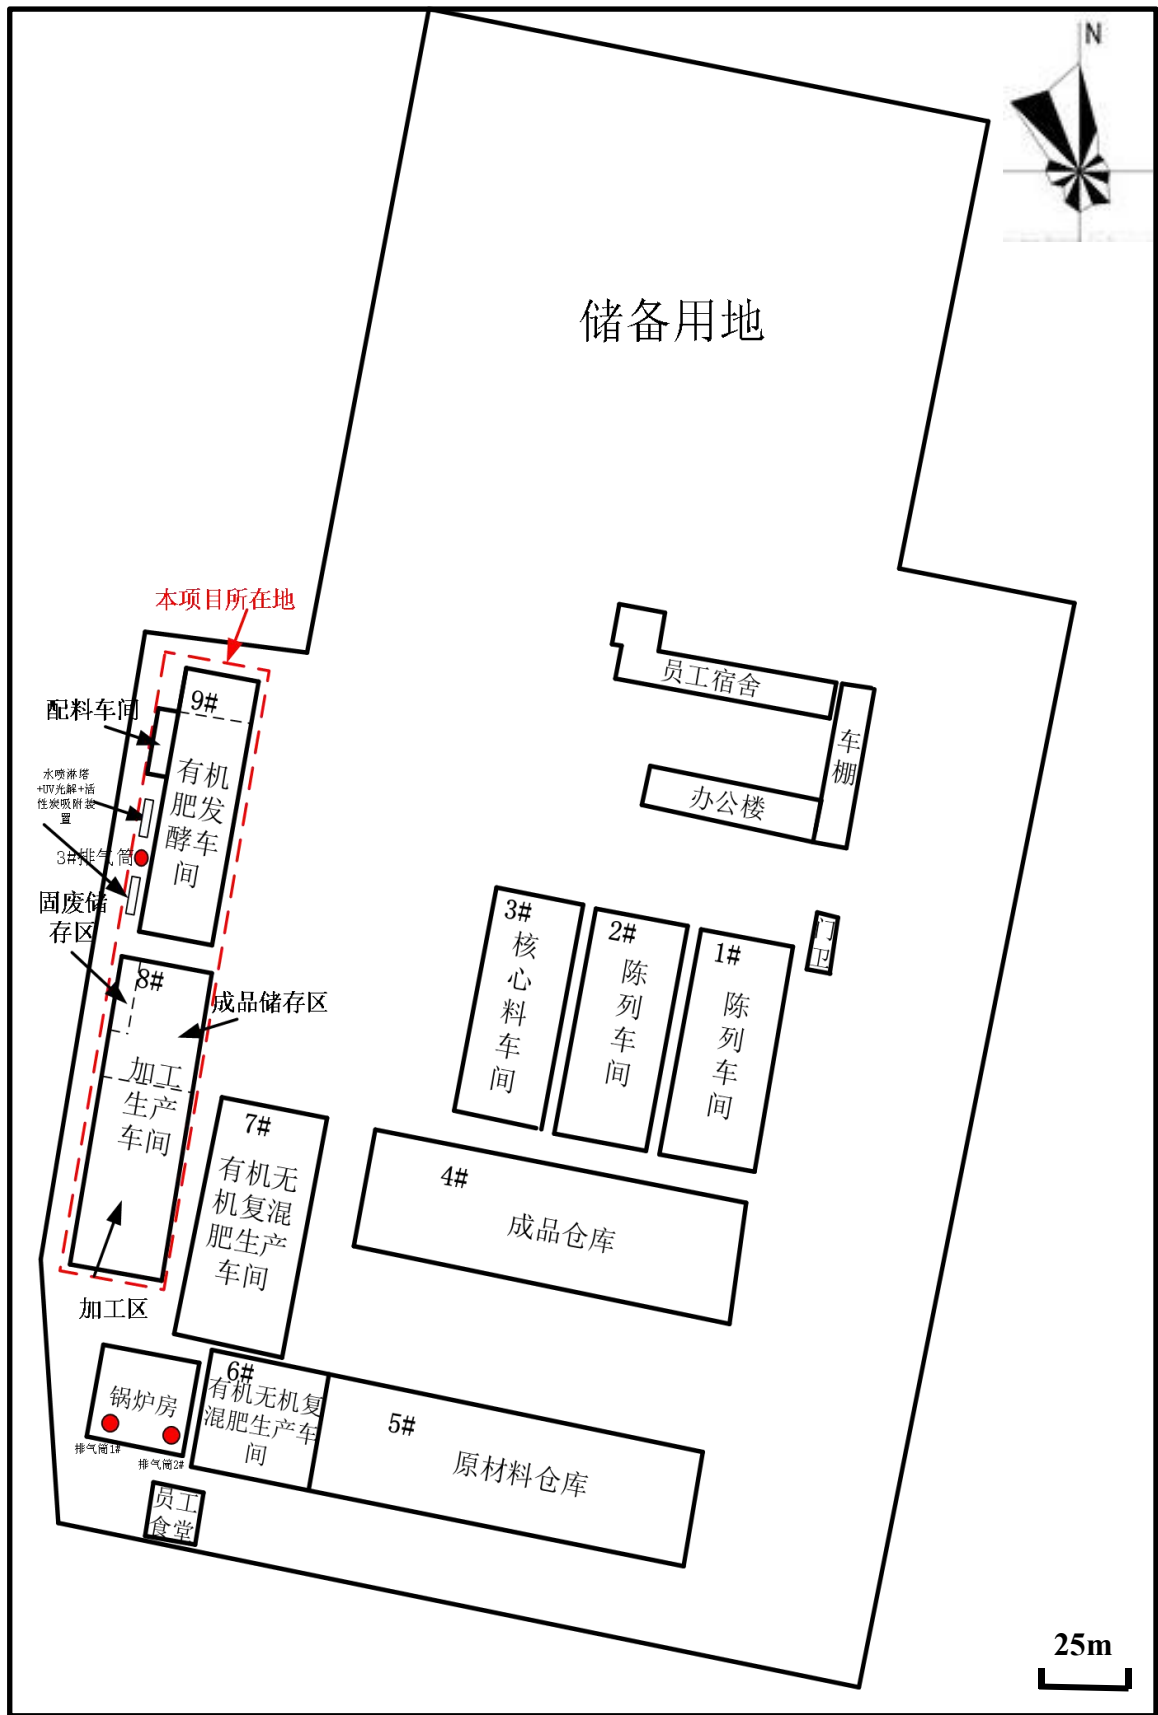 N
储备用地
本项目所在地
员工宿舍
车
棚
办公楼
配料车间
9#
有机
肥发
酵车
间
水喷淋塔
+UV光解+活
性炭吸附装
置
3#排气筒
固废储
存区
8#
成品储存区
加工
生产
车间
加工区
3#
核
心
料
车
间
2#
陈
列
车
间
1#
陈
列
车
间
门
卫
7#
有机无
机复混
肥生产
车间
4#
成品仓库
6#
有机无机复
混肥生产车
间
5#
原材料仓库
锅炉房
排气筒1#
排气筒2#
员工
食堂
25m